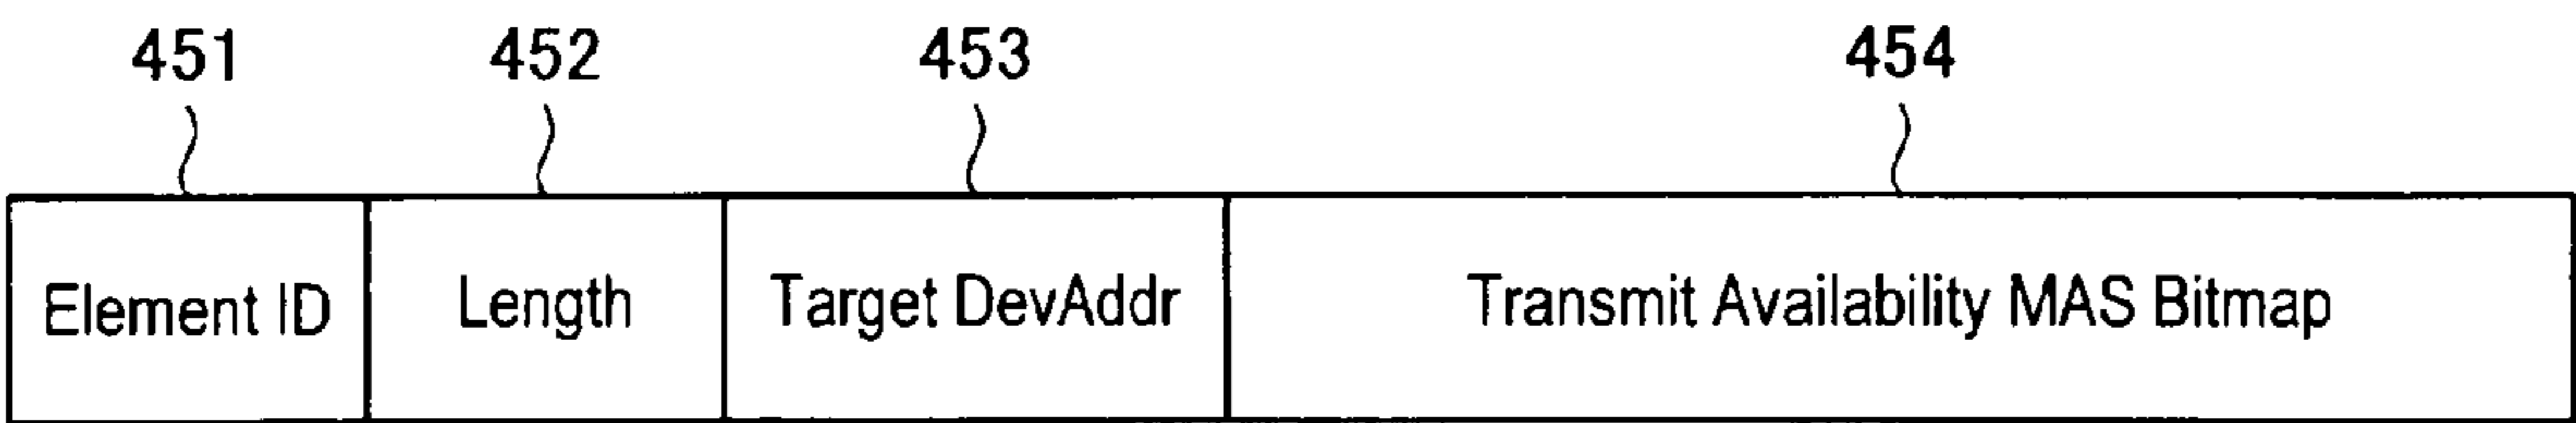 451 452 453 454
Element ID Length Target DevAddr Transmit Availability MAS Bitmap